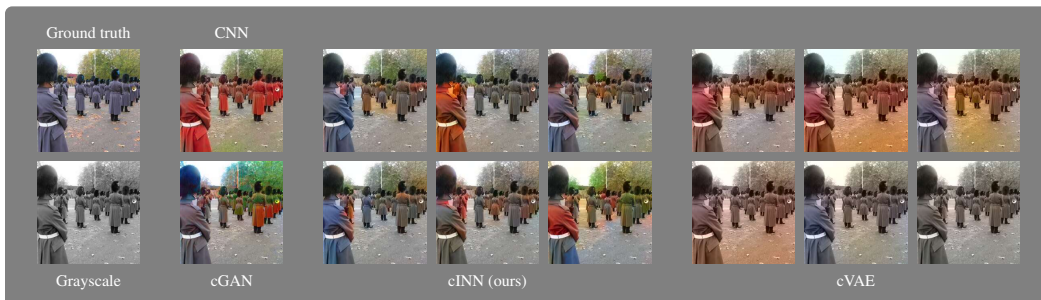 Ground truth
CNN
Grayscale
cGAN
cINN (ours)
cVAE